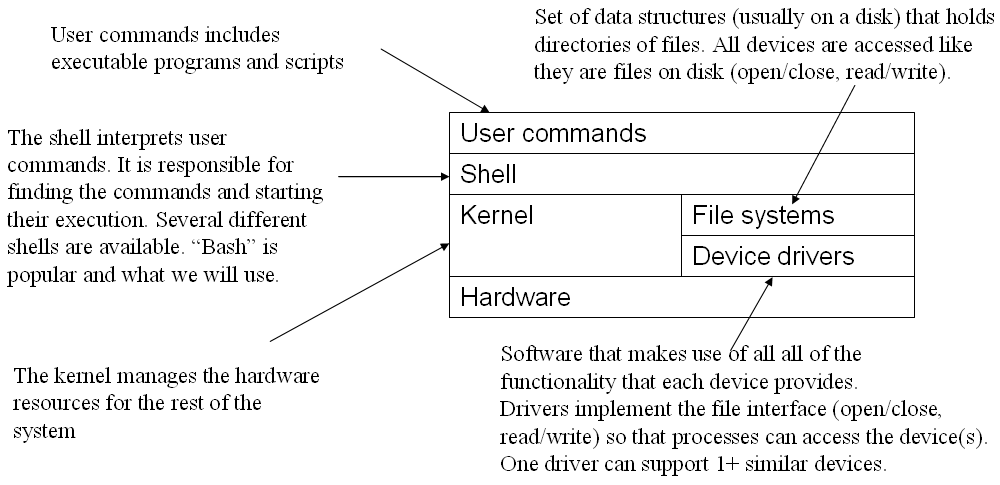 User commands includes
executable programs and scripts
Set of data structures (usually on a disk) that holds
directories of files. All devices are accessed like
they are files on disk (open/close, read/write).
The shell interprets user
commands. It is responsible for
finding the commands and starting
their execution. Several different
shells are available. “Bash” is
popular and what we will use.
User commands
Shell
Kernel
File systems
Device drivers
Hardware
The kernel manages the hardware
resources for the rest of the
system
Software that makes use of all all of the
functionality that each device provides.
Drivers implement the file interface (open/close,
read/write) so that processes can access the device(s).
One driver can support 1+ similar devices.